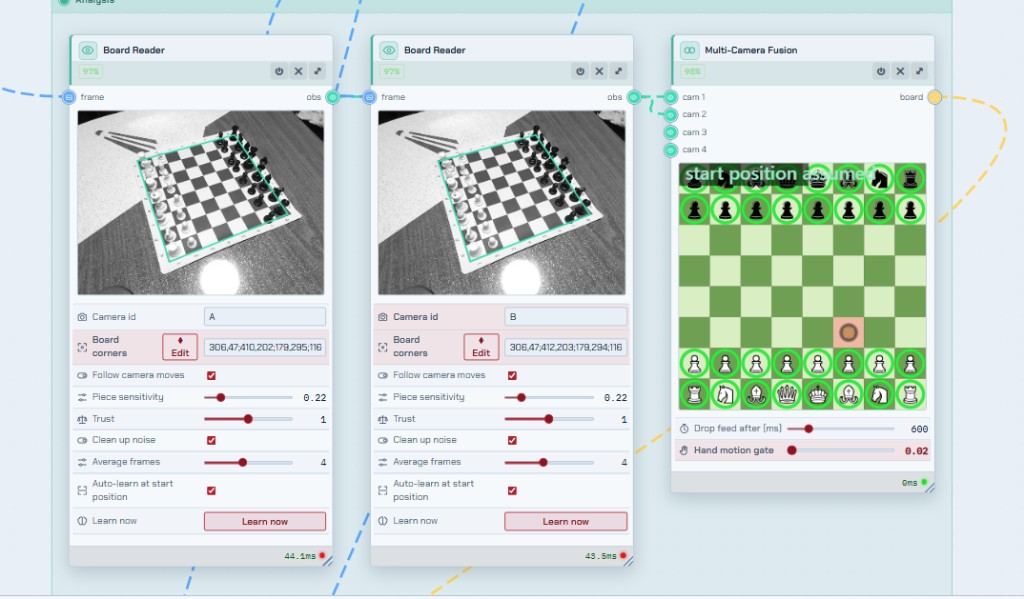 Analysis
Board Reader
97%
frame
obs
Camera id
A
Board corners
Edit
306,47;410,202;179,295;116
Follow camera moves
Piece sensitivity
0.22
Trust
1
Clean up noise
Average frames
4
Auto-learn at start position
Learn now
Learn now
44.1ms
Board Reader
97%
frame
obs
Camera id
B
Board corners
Edit
306,47;412,203;179,294;116
Follow camera moves
Piece sensitivity
0.22
Trust
1
Clean up noise
Average frames
4
Auto-learn at start position
Learn now
Learn now
43.5ms
Multi-Camera Fusion
98%
cam 1
board
cam 2
cam 3
cam 4
start position assumed
Drop feed after [ms]
600
Hand motion gate
0.02
0ms